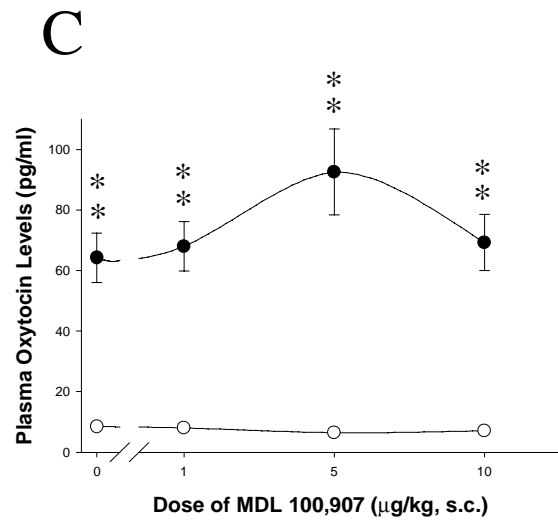 C
**
**
**
**
Plasma Oxytocin Levels (pg/ml)
100
80
60
40
20
0
0 1 5 10
Dose of MDL 100,907 (μg/kg, s.c.)